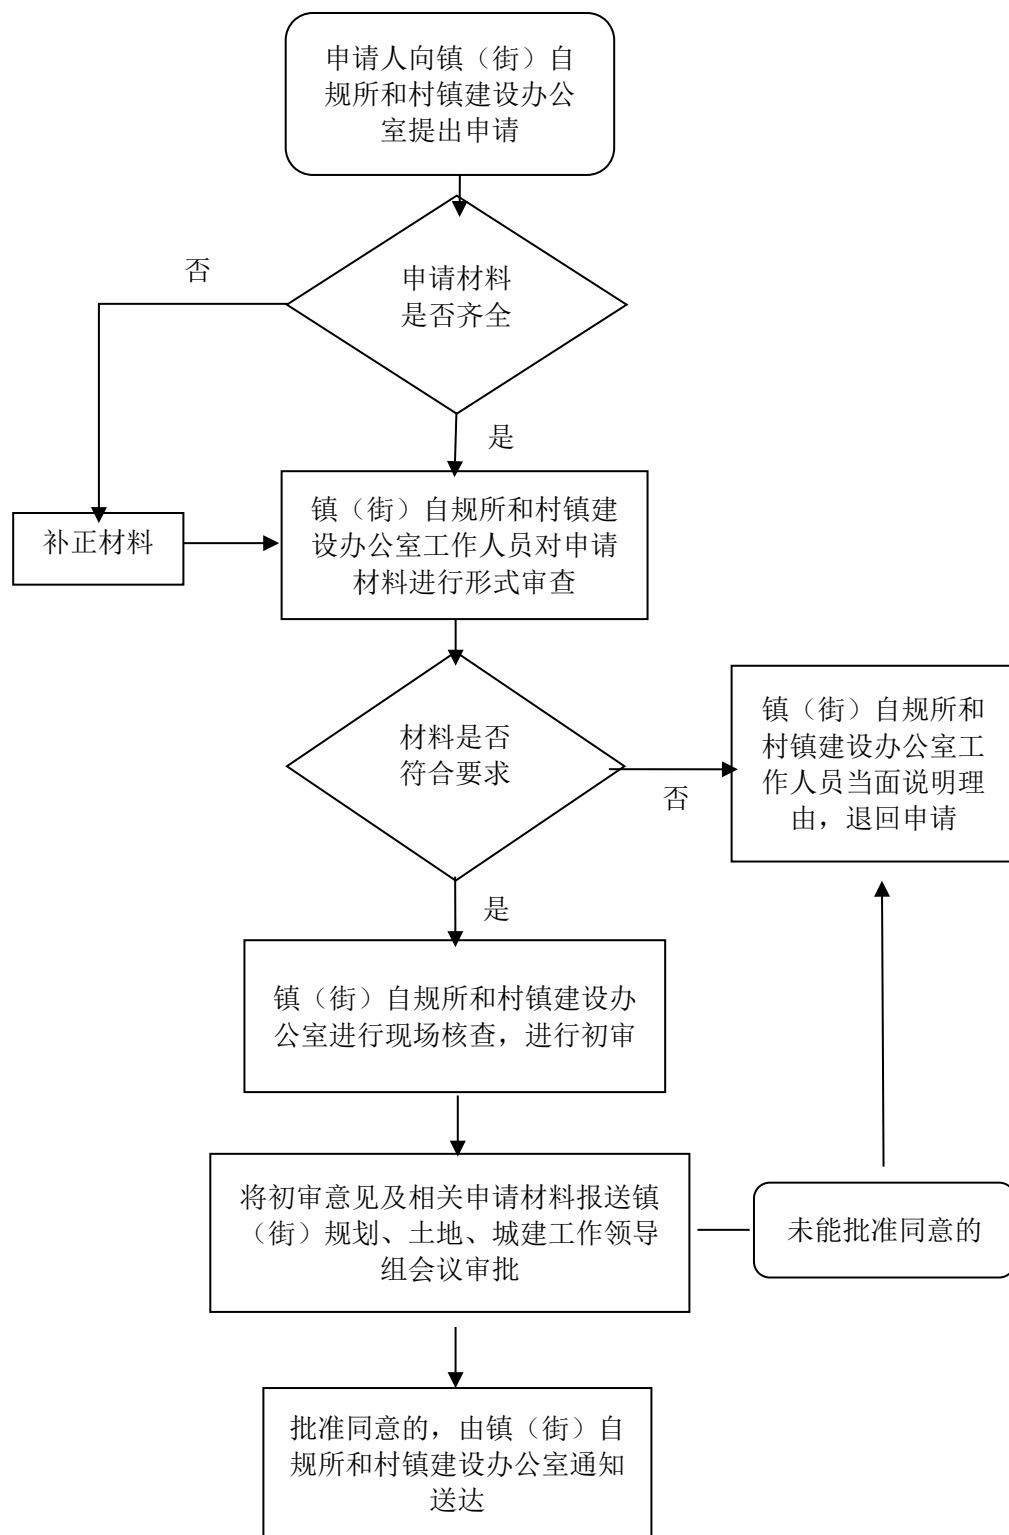 申请人向镇（街）自
规所和村镇建设办公
室提出申请
否
申请材料
是否齐全
是
补正材料
镇（街）自规所和村镇建
设办公室工作人员对申请
材料进行形式审查
材料是否
符合要求
否
镇（街）自规所和
村镇建设办公室工
作人员当面说明理
由，退回申请
是
镇（街）自规所和村镇建设办
公室进行现场核查，进行初审
将初审意见及相关申请材料报送镇
（街）规划、土地、城建工作领导
组会议审批
未能批准同意的
批准同意的，由镇（街）自
规所和村镇建设办公室通知
送达